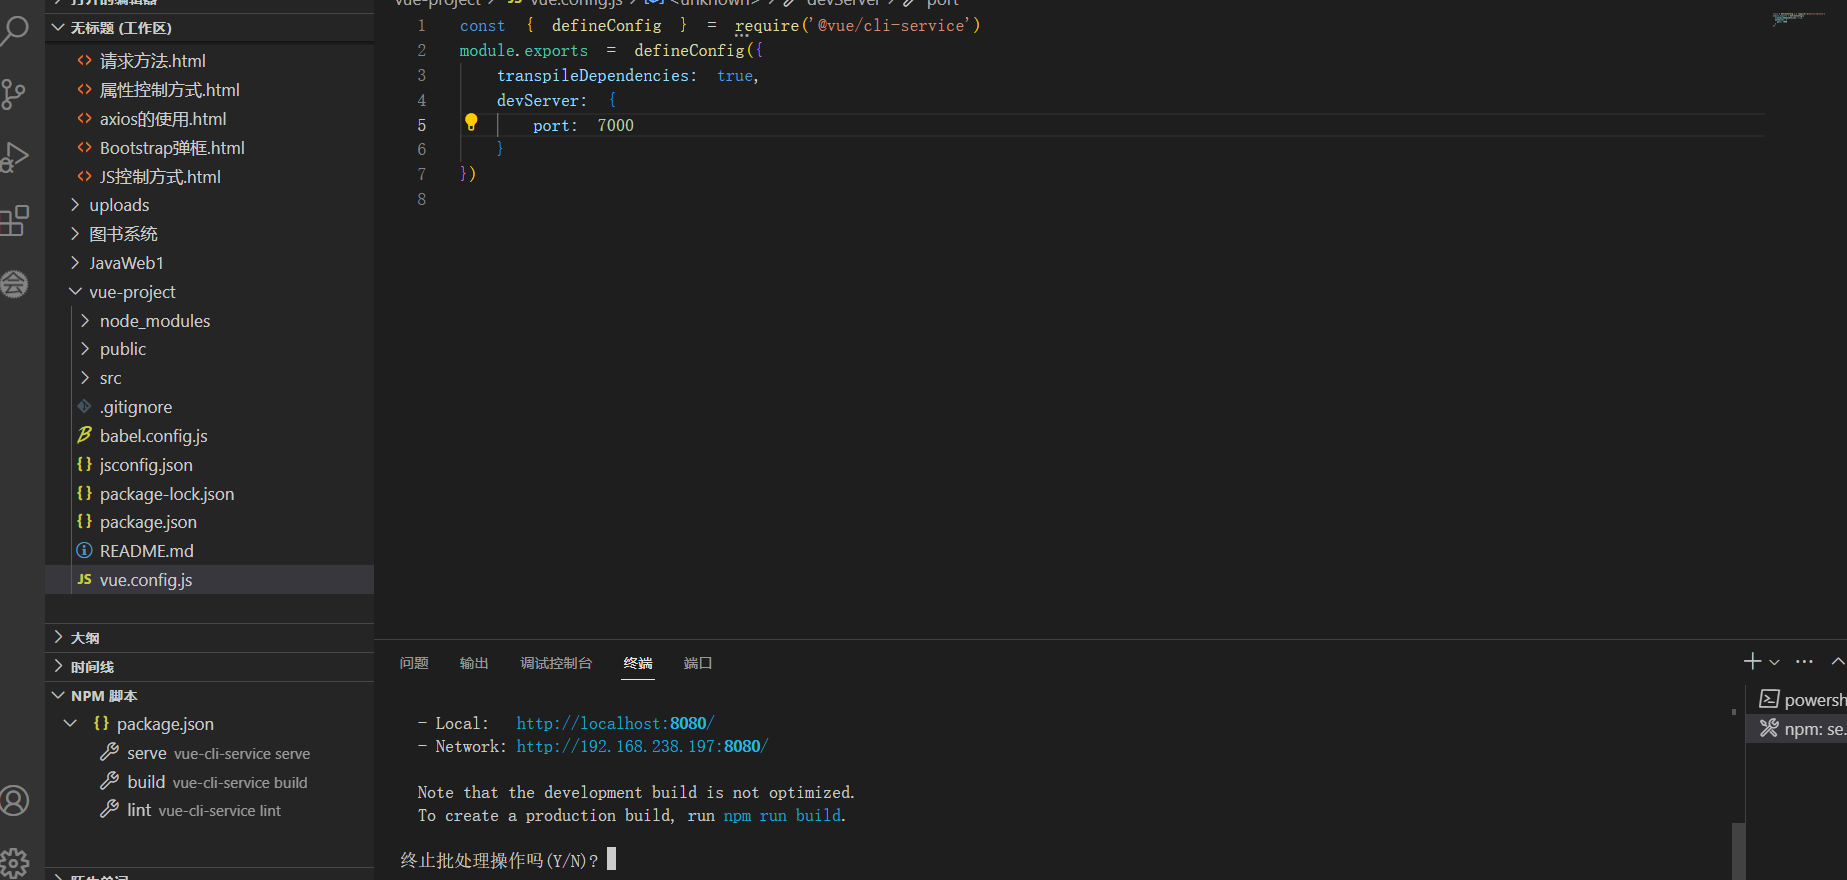 无标题 (工作区)
请求方法.html
属性控制方式.html
axios的使用.html
Bootstrap弹框.html
JS控制方式.html
uploads
图书系统
JavaWeb1
vue-project
node_modules
public
src
.gitignore
babel.config.js
jsconfig.json
package-lock.json
package.json
README.md
JS vue.config.js
大纲
时间线
NPM 脚本
package.json
serve vue-cli-service serve
build vue-cli-service build
lint vue-cli-service lint
vue-project > JS vue.config.js > <unknown> > devServer > port
1 const { defineConfig } = require('@vue/cli-service')
2 module.exports = defineConfig({
3 transpileDependencies: true,
4 devServer: {
5 port: 7000
6 }
7 })
8
问题 输出 调试控制台 终端 端口
- Local: http://localhost:8080/
- Network: http://192.168.238.197:8080/
Note that the development build is not optimized.
To create a production build, run npm run build.
终止批处理操作吗(Y/N)?
powersh
npm: se...